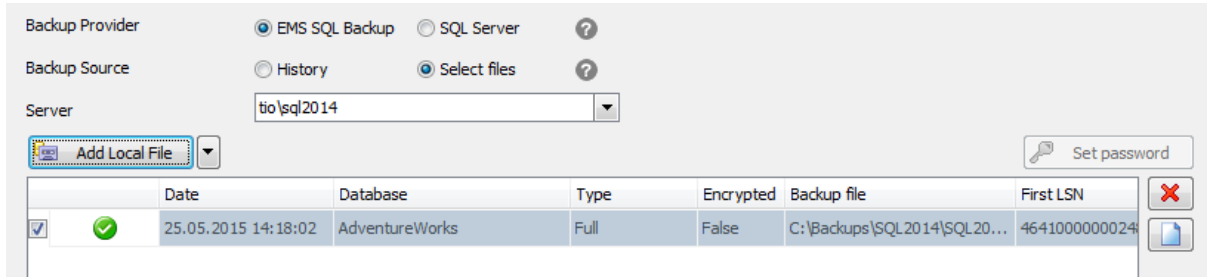 Backup Provider EMS SQL Backup SQL Server ?
Backup Source History Select files ?
Server tio\sql2014
Add Local File Set password
Date Database Type Encrypted Backup file First LSN
25.05.2015 14:18:02 AdventureWorks Full False C:\Backups\SQL2014\SQL20... 4641000000024